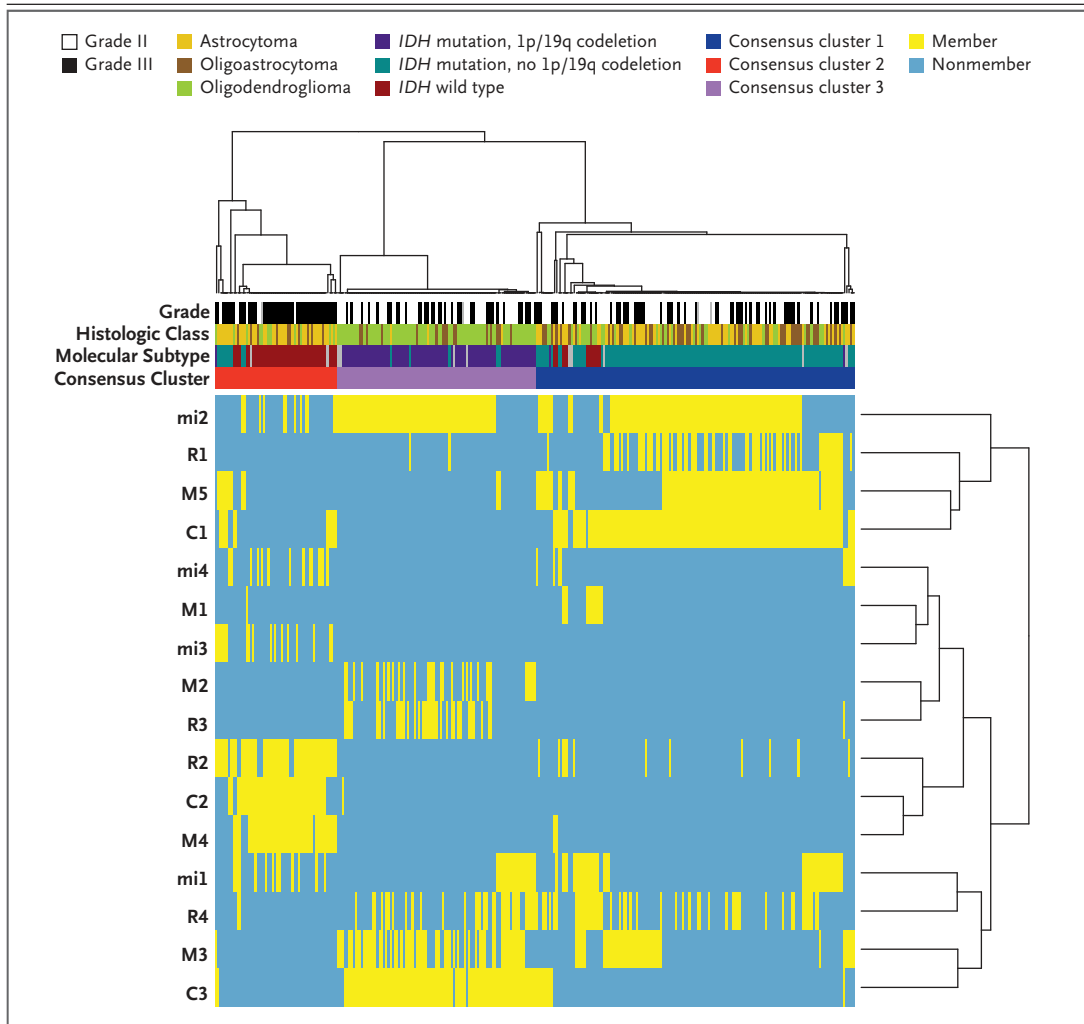 Grade II Astrocytoma IDH mutation, 1p/19q codeletion Consensus cluster 1 Member
Grade III Oligoastrocytoma IDH mutation, no 1p/19q codeletion Consensus cluster 2 Nonmember
Oligodendroglioma IDH wild type Consensus cluster 3
Grade
Histologic Class
Molecular Subtype
Consensus Cluster
mi2
R1
M5
C1
mi4
M1
mi3
M2
R3
R2
C2
M4
mi1
R4
M3
C3